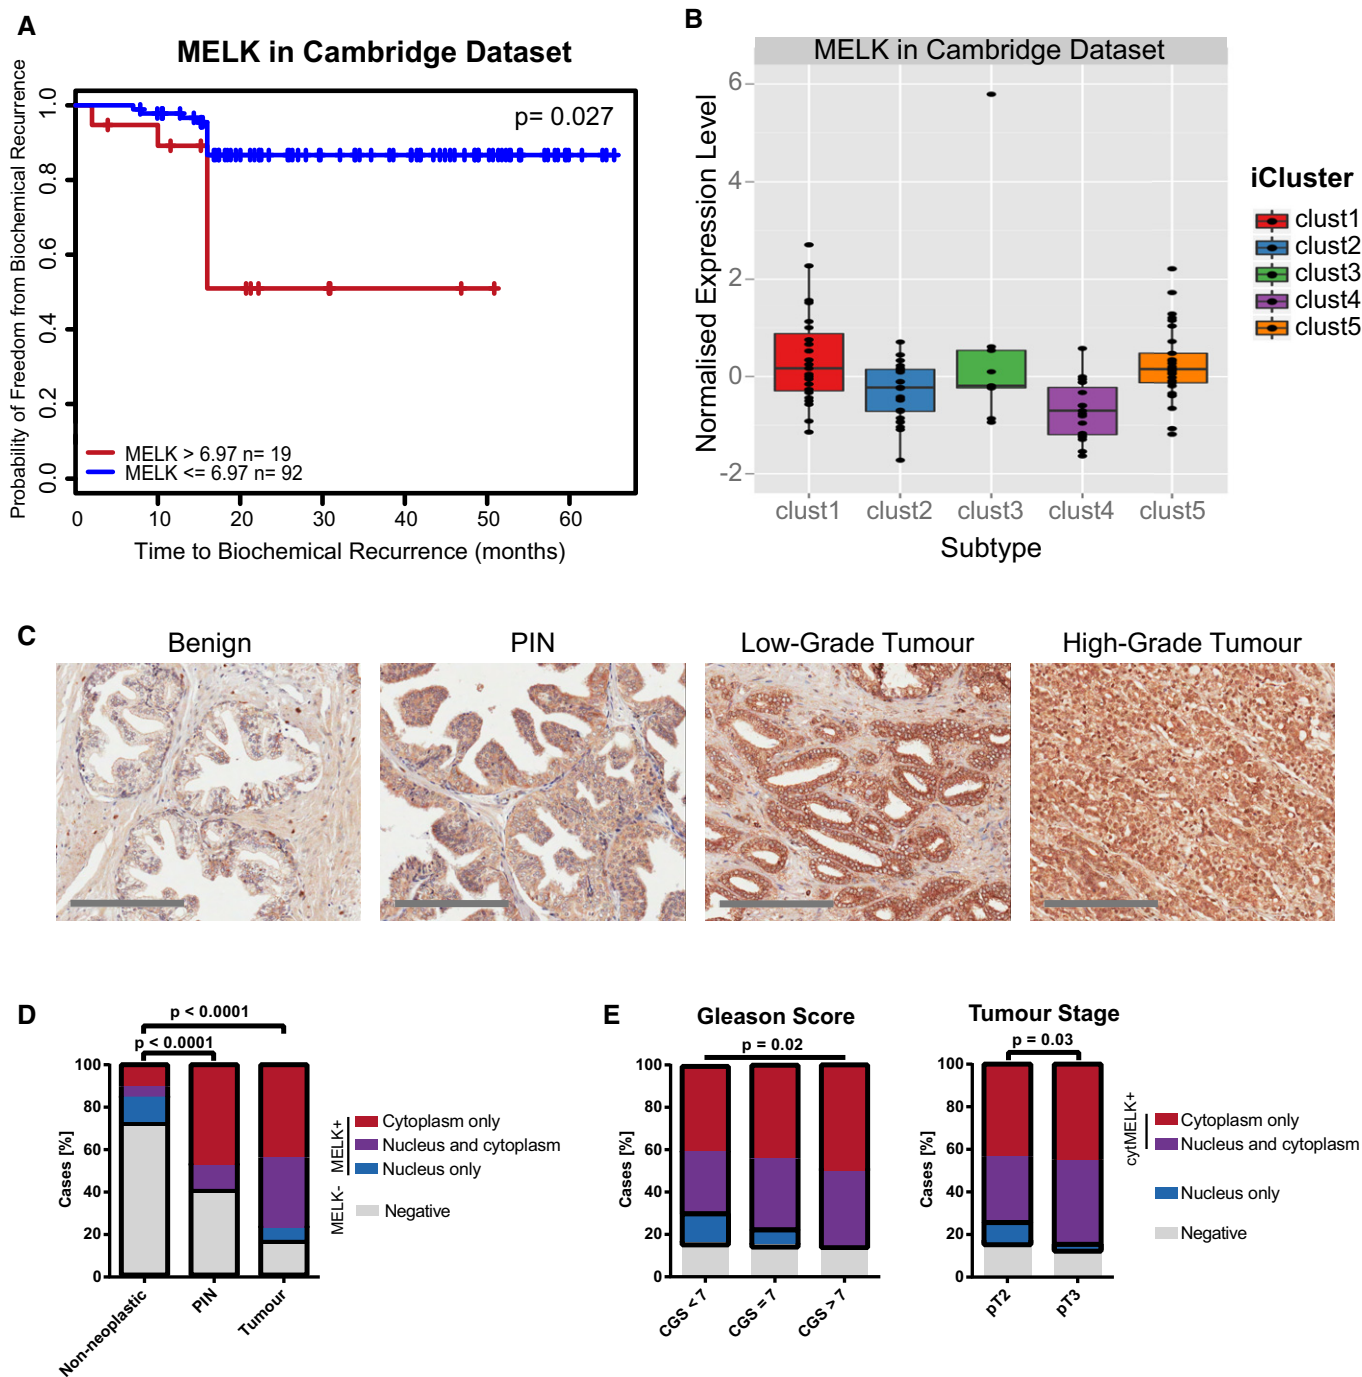 A
MELK in Cambridge Dataset
Probability of Freedom from Biochemical Recurrence
1.0
0.8
0.6
0.4
0.2
0.0
p= 0.027
MELK > 6.97 n= 19
MELK <= 6.97 n= 92
0 10 20 30 40 50 60
Time to Biochemical Recurrence (months)
B
MELK in Cambridge Dataset
Normalised Expression Level
6
4
2
0
-2
clust1 clust2 clust3 clust4 clust5
Subtype
iCluster
clust1
clust2
clust3
clust4
clust5
C
Benign PIN Low-Grade Tumour High-Grade Tumour
D
p < 0.0001
p < 0.0001
Cases [%]
100
80
60
40
20
0
Non-neoplastic
PIN
Tumour
MELK+
Cytoplasm only
Nucleus and cytoplasm
Nucleus only
MELK-
Negative
E
Gleason Score
p = 0.02
Cases [%]
100
80
60
40
20
0
CGS < 7
CGS = 7
CGS > 7
Tumour Stage
p = 0.03
Cases [%]
100
80
60
40
20
0
pT2
pT3
cytMELK+
Cytoplasm only
Nucleus and cytoplasm
Nucleus only
Negative